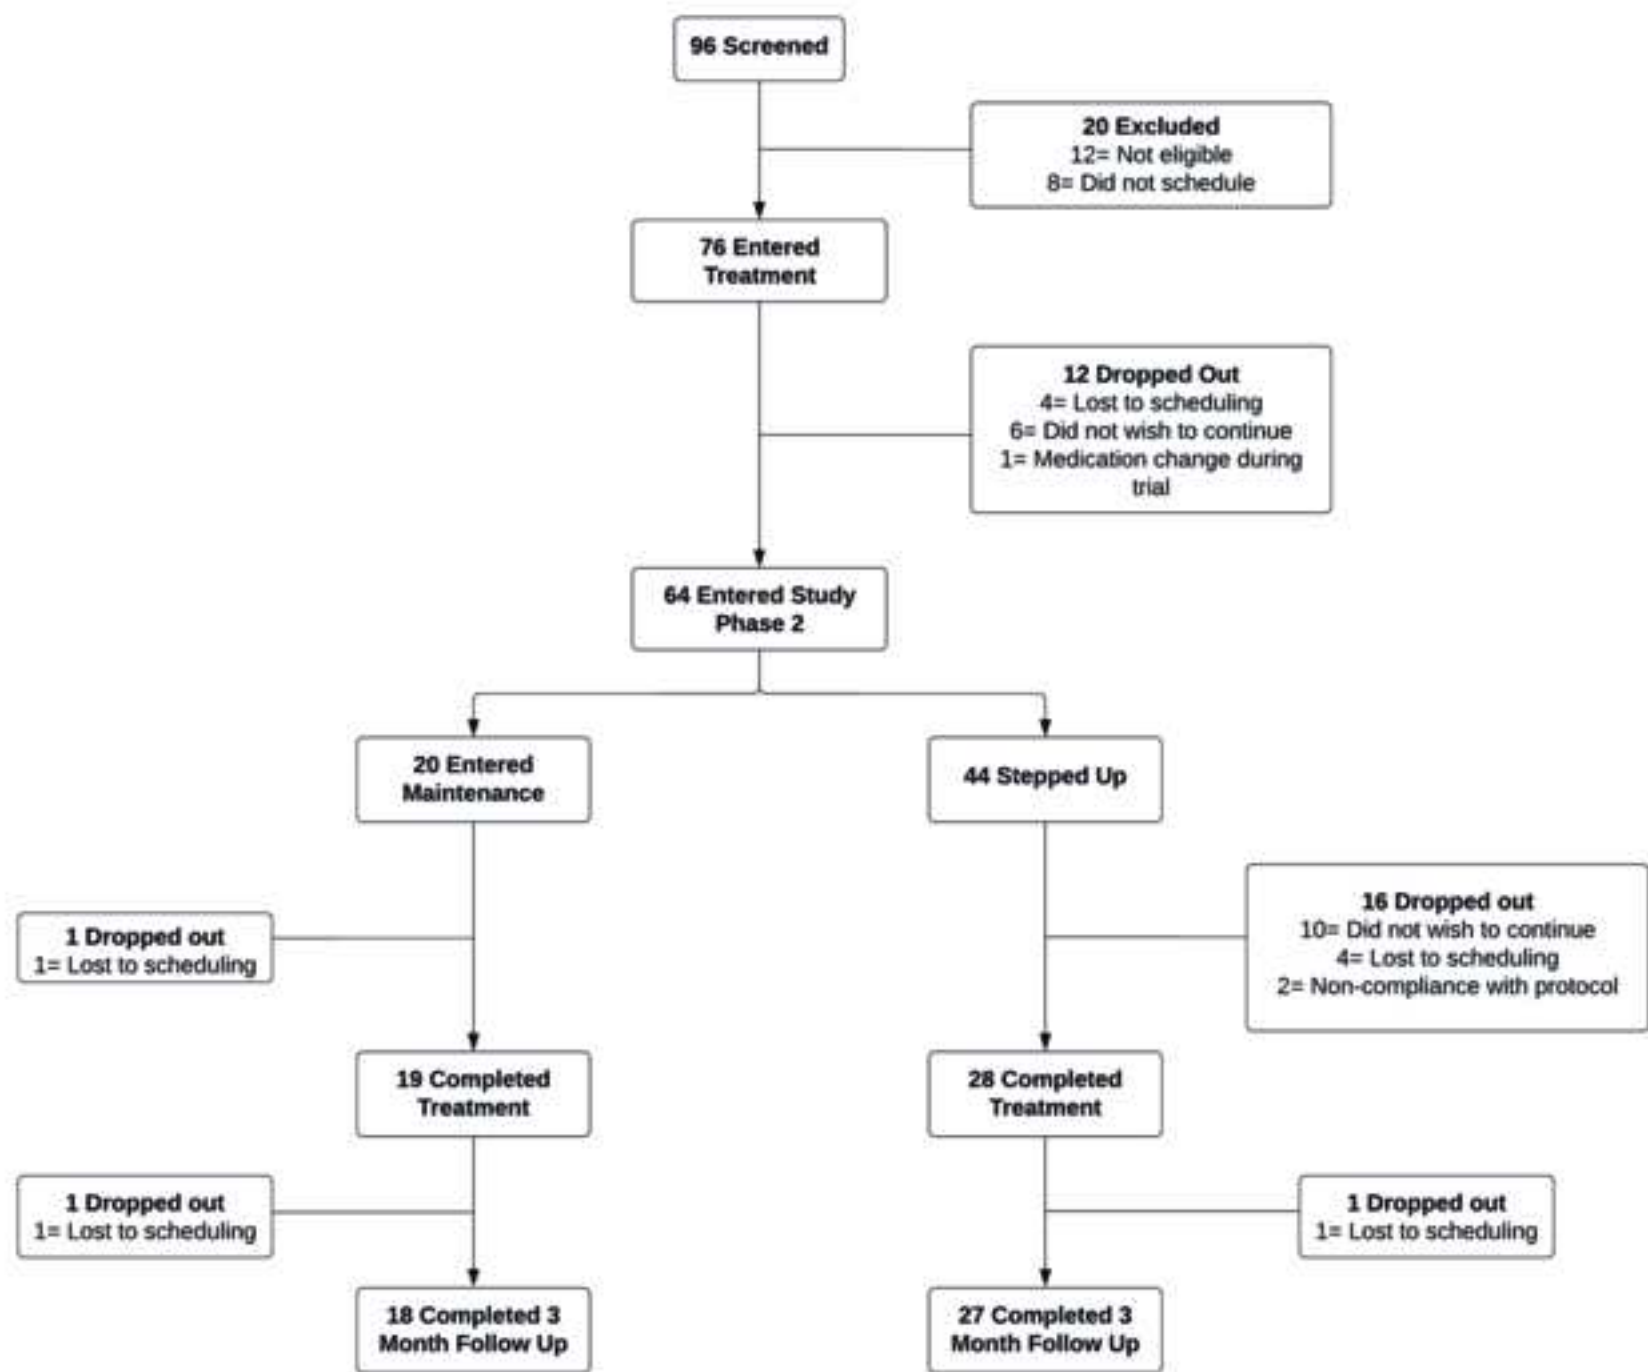 96 Screened
20 Excluded
12= Not eligible
8= Did not schedule
76 Entered
Treatment
12 Dropped Out
4= Lost to scheduling
6= Did not wish to continue
1= Medication change during
trial
64 Entered Study
Phase 2
20 Entered
Maintenance
44 Stepped Up
1 Dropped out
1= Lost to scheduling
16 Dropped out
10= Did not wish to continue
4= Lost to scheduling
2= Non-compliance with protocol
19 Completed
Treatment
28 Completed
Treatment
1 Dropped out
1= Lost to scheduling
1 Dropped out
1= Lost to scheduling
18 Completed 3
Month Follow Up
27 Completed 3
Month Follow Up